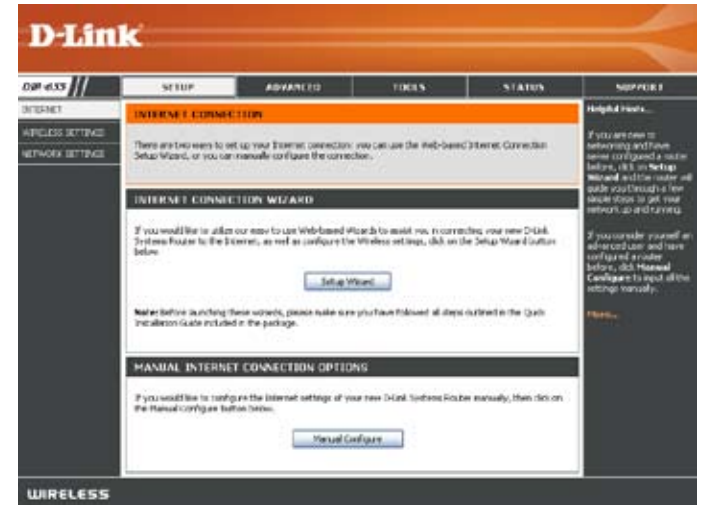 D-Link
DIR-655 // SETUP ADVANCED TOOLS STATUS SUPPORT
INTERNET
WIRELESS SETTINGS
NETWORK SETTINGS
INTERNET CONNECTION
There are two ways to set up your Internet connection: you can use the Web-based Internet Connection
Setup Wizard, or you can manually configure the connection.
INTERNET CONNECTION WIZARD
If you would like to utilize our easy to use Web-based Wizards to assist you in connecting your new D-Link
Systems Router to the Internet, as well as configure the Wireless settings, click on the Setup Wizard button
below.
Setup Wizard
Note: Before launching these wizards, please make sure you have followed all steps outlined in the Quick
Installation Guide included in the package.
MANUAL INTERNET CONNECTION OPTIONS
If you would like to configure the Internet settings of your new D-Link Systems Router manually, then click on
the Manual Configure button below.
Manual Configure
Helpful Hints...
If you are new to
networking and have
never configured a router
before, click on Setup
Wizard and the router will
guide you through a few
simple steps to get your
network up and running.
If you consider yourself an
advanced user and have
configured a router
before, click Manual
Configure to input all the
settings manually.
More...
WIRELESS